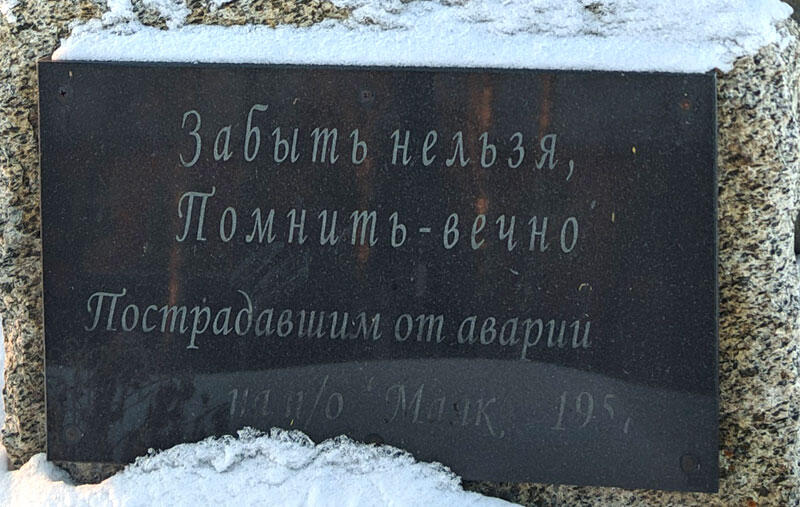 Забыть нельзя,
Помнить-вечно
Пострадавшим от аварии
на п/о "Маяк,